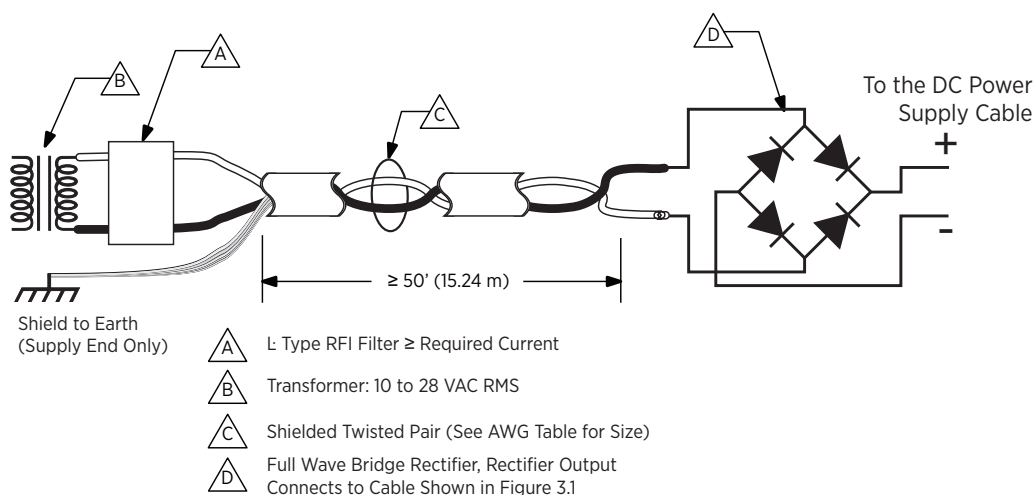 A
B
C
D
To the DC Power
Supply Cable
+
-
≥ 50' (15.24 m)
Shield to Earth
(Supply End Only)
A L: Type RFI Filter ≥ Required Current
B Transformer: 10 to 28 VAC RMS
C Shielded Twisted Pair (See AWG Table for Size)
D Full Wave Bridge Rectifier, Rectifier Output
Connects to Cable Shown in Figure 3.1